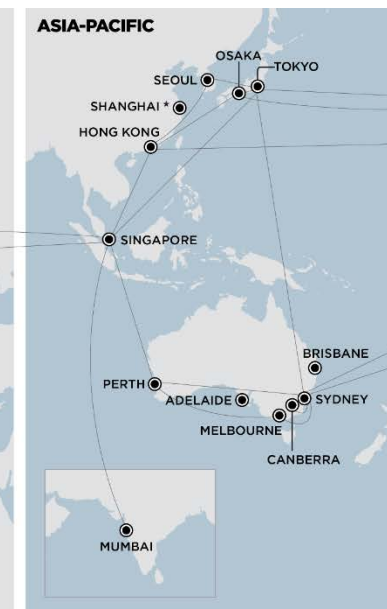 ASIA-PACIFIC
OSAKA
TOKYO
SEOUL
SHANGHAI *
HONG KONG
SINGAPORE
BRISBANE
PERTH
ADELAIDE
SYDNEY
MELBOURNE
CANBERRA
MUMBAI